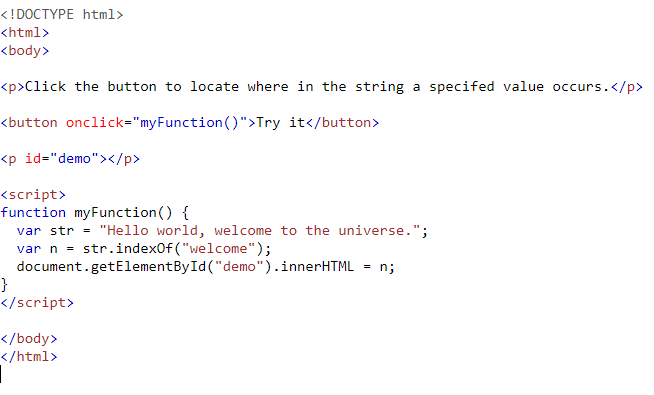 <!DOCTYPE html>
<html>
<body>
<p>Click the button to locate where in the string a specifed value occurs.</p>
<button onclick="myFunction()">Try it</button>
<p id="demo"></p>
<script>
function myFunction() {
  var str = "Hello world, welcome to the universe.";
  var n = str.indexOf("welcome");
  document.getElementById("demo").innerHTML = n;
}
</script>
</body>
</html>